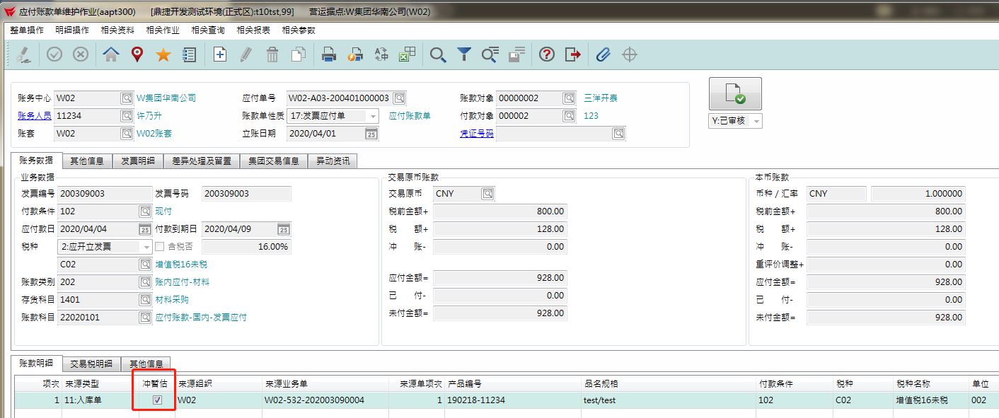 应付账款单维护作业(aapt300) [鼎捷开发测试环境(正式区):t10tst,99] 营运据点:W集团华南公司(W02)
整单操作 明细操作 相关资料 相关作业 相关查询 相关报表 相关参数
账务中心 W02 W集团华南公司 应付单号 W02-A03-200401000003 账款对象 00000002 三洋开泰
账务人员 11234 许乃升 账款单性质 17:发票应付单 应付账款单 付款对象 000002 123
Y:已审核
账套 W02 W02账套 立账日期 2020/04/01 25 凭证号码
账务数据 其他信息 发票明细 差异处理及留置 集团交易信息 异动资讯
业务数据 交易原币账款 本币账款
发票编号 200309003 发票号码 200309003 交易原币 CNY 币种 / 汇率 CNY 1.000000
付款条件 102 现付 税前金额+ 800.00 税前金额+ 800.00
应付款日 2020/04/04 25 付款到期日 2020/04/09 25 税 额+ 128.00 税 额+ 128.00
税种 2:应开立发票 含税否 16.00% 冲 账- 0.00 冲 账- 0.00
C02 增值税16未税 重评价调整+ 0.00
账款类别 202 账内应付-材料 应付金额= 928.00 应付金额= 928.00
存货科目 1401 材料采购 已 付- 0.00 已 付- 0.00
账款科目 22020101 应付账款-国内-发票应付 未付金额= 928.00 未付金额= 928.00
账款明细 交易税明细 其他信息
项次 来源类型 冲暂估 来源组织 来源业务单 来源单项次 产品编号 品名规格 付款条件 税种 税种名称 单位
1 11:入库单 W02 W02-532-202003090004 1 190218-11234 test/test 102 C02 增值税16未税 002